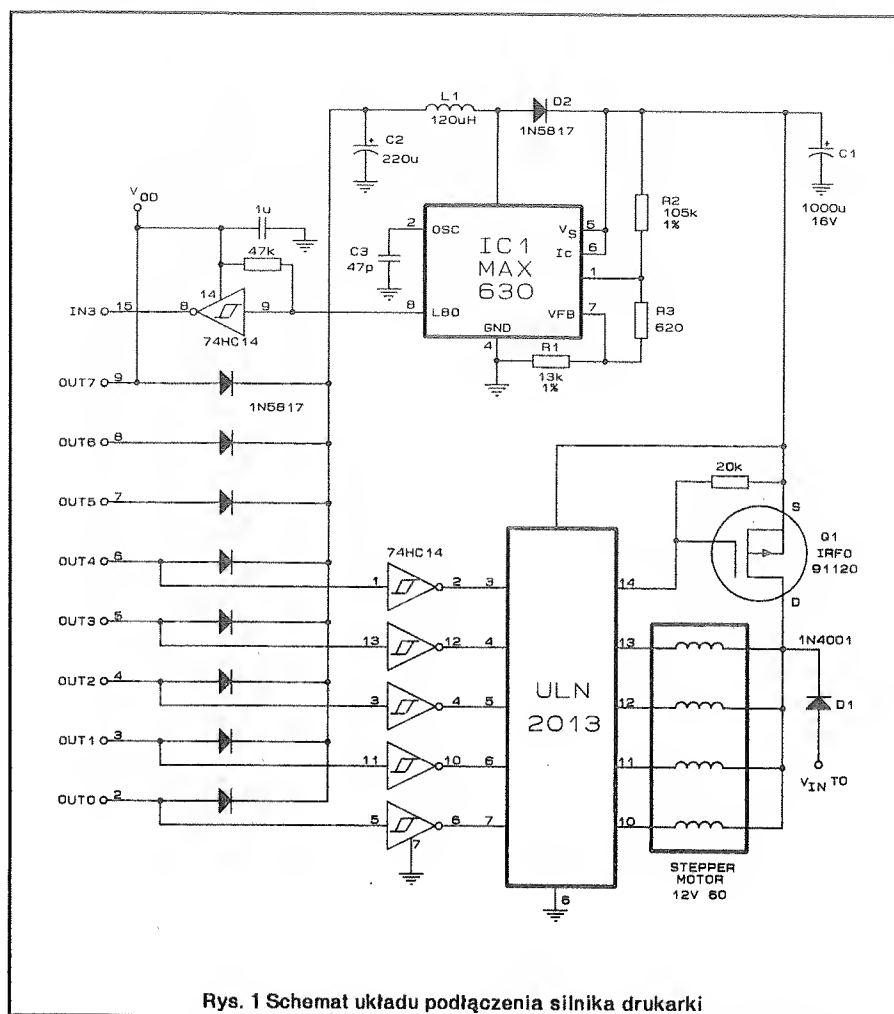 L1
120uH
D2
1N5817
C2
220u
C1
1000u
16V
VDD
1u
47k
C3
47p
2
OSC
IC1
MAX
630
VS
5
IC
6
1
VFB
7
8
LBO
GND
4
R2
105k
1%
R3
620
R1
13k
1%
IN3
15
8
14
9
74HC14
OUT7
9
1N5817
OUT6
8
OUT5
7
OUT4
6
OUT3
5
OUT2
4
OUT1
3
OUT0
2
74HC14
1
2
3
13
12
4
3
4
5
11
10
6
5
6
7
7
ULN
2013
6
14
13
12
11
10
20k
S
Q1
IRFO
91120
D
1N4001
D1
VIN TO
STEPPER
MOTOR
12V 60
Rys. 1 Schemat układu podłączenia silnika drukarki